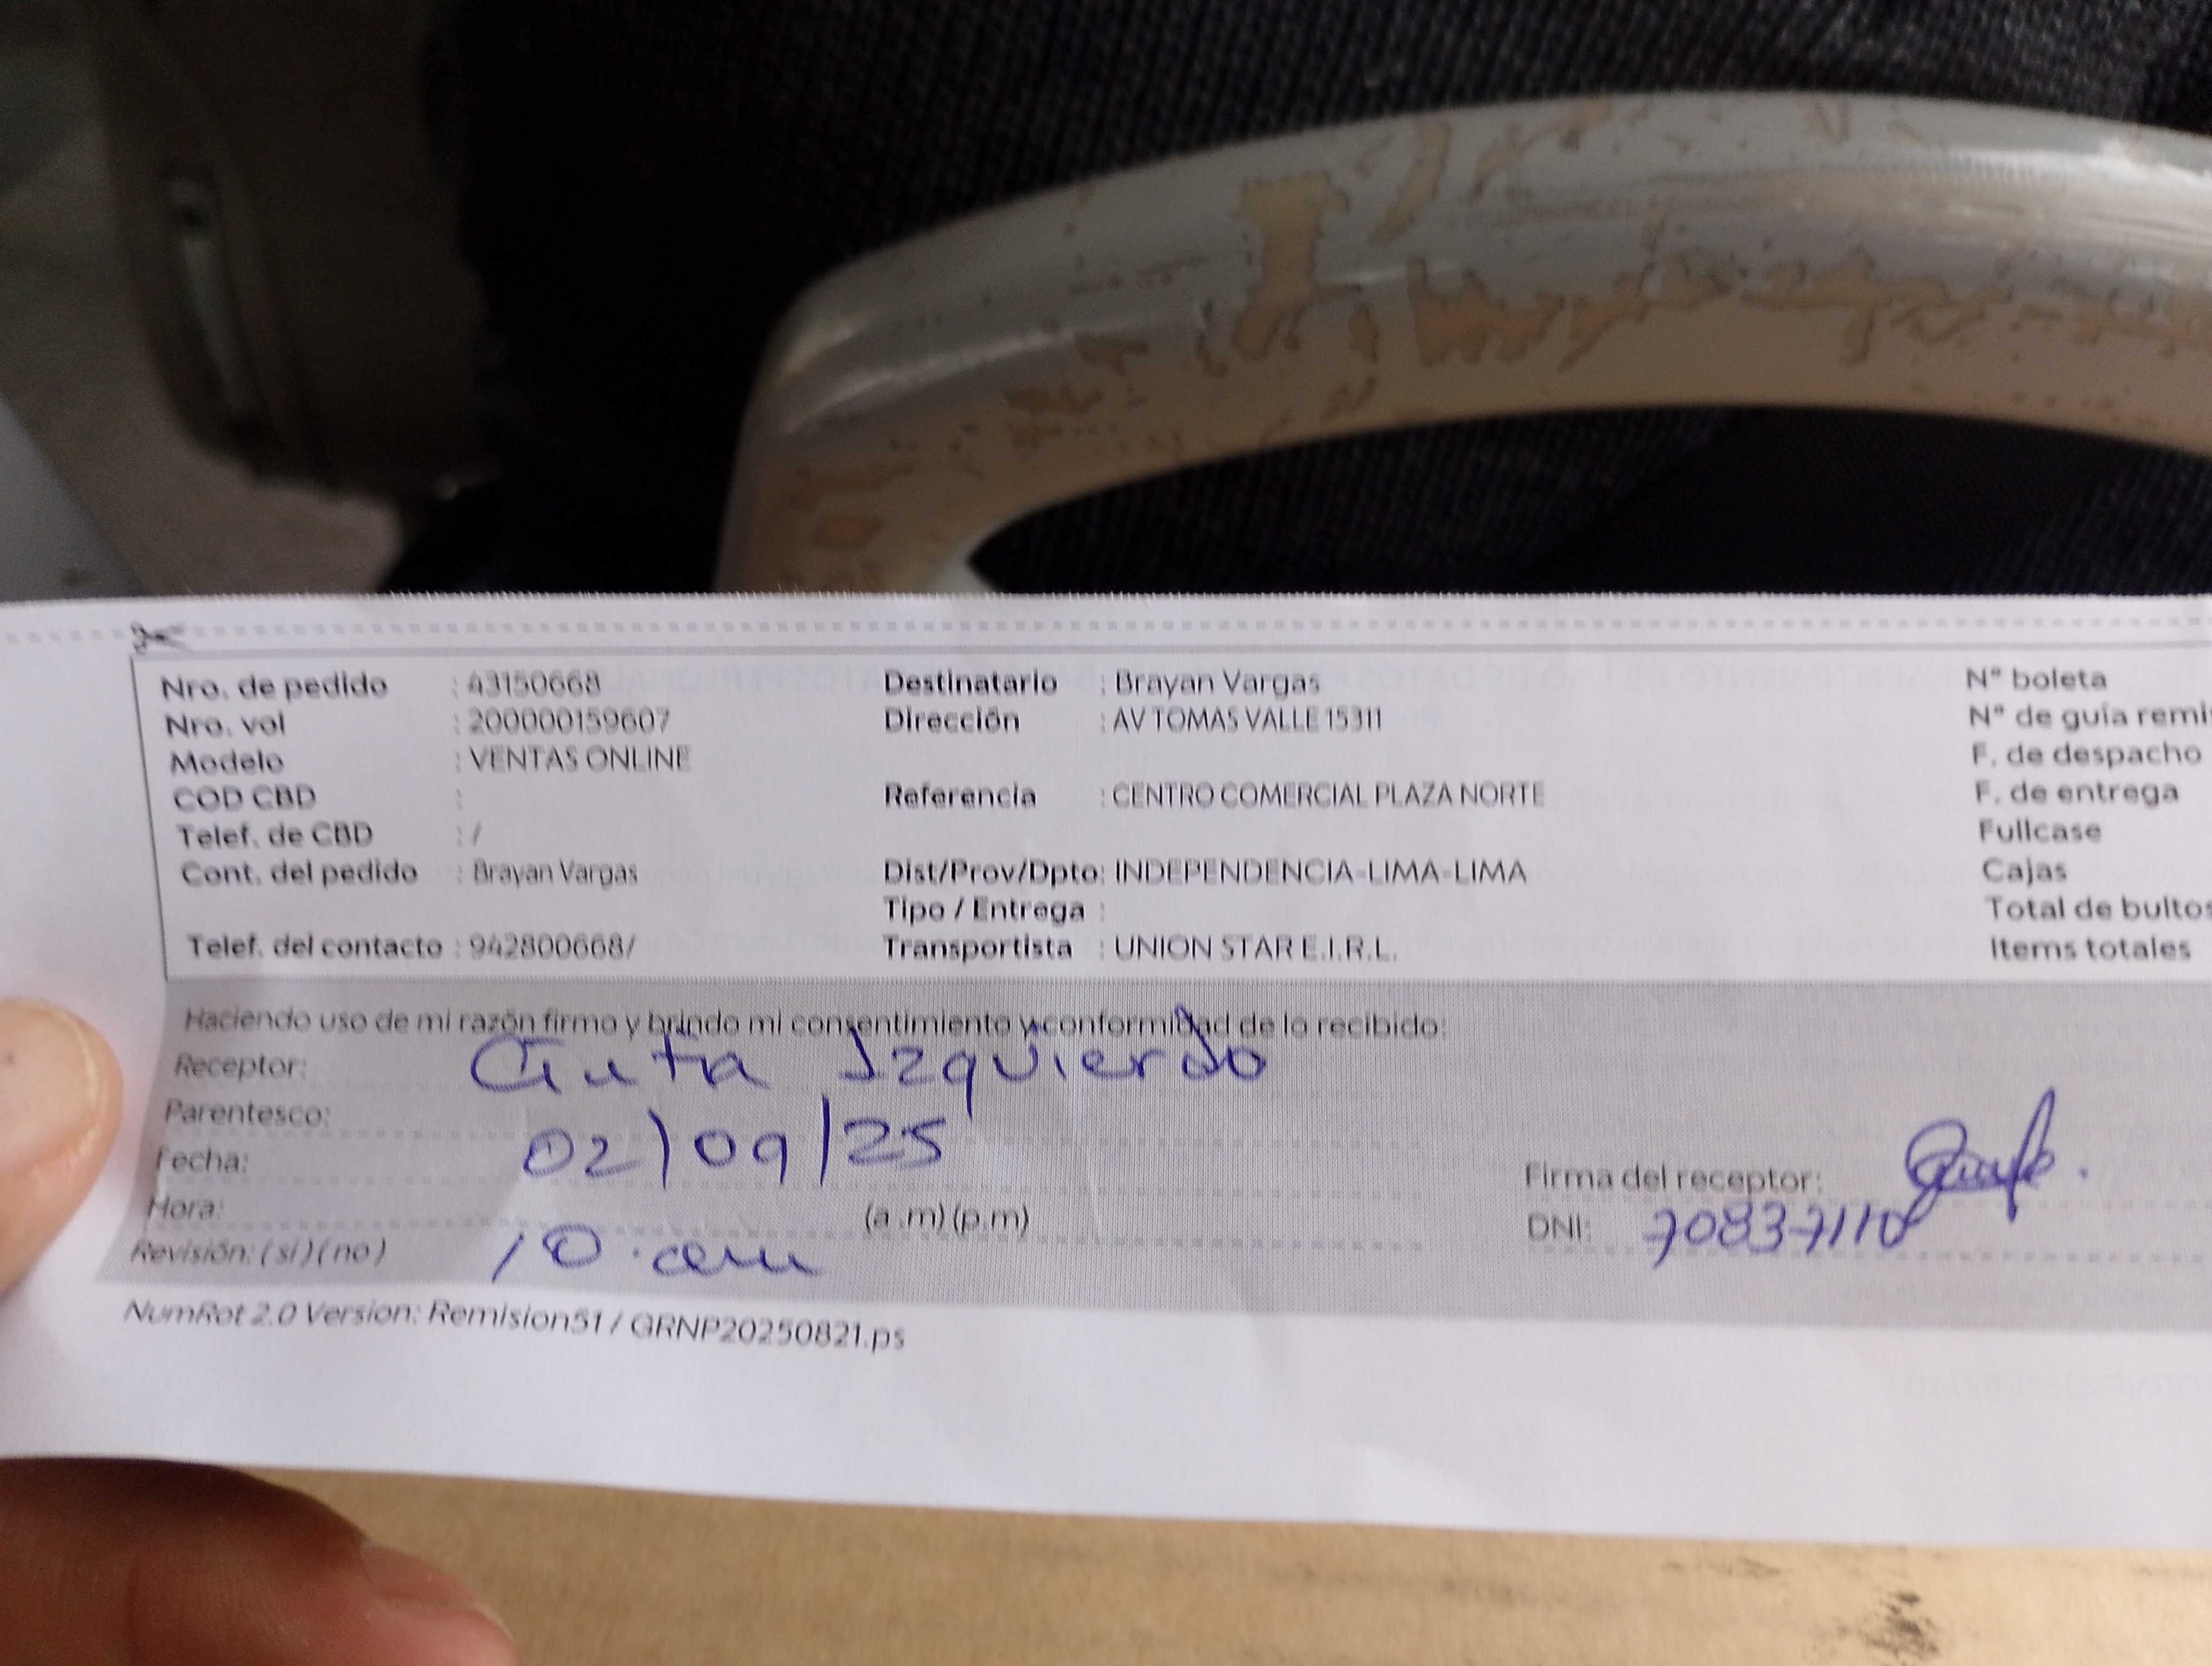 Nro. de pedido : 43150668 Destinatario : Brayan Vargas N° boleta
Nro. vol : 200000159607 Dirección : AV TOMAS VALLE 15311 N° de guía remi
Modelo : VENTAS ONLINE F. de despacho
COD CBD : Referencia : CENTRO COMERCIAL PLAZA NORTE F. de entrega
Telef. de CBD : / Fullcase
Cont. del pedido : Brayan Vargas Dist/Prov/Dpto: INDEPENDENCIA-LIMA-LIMA Cajas
Tipo / Entrega : Total de bultos
Telef. del contacto : 942800668/ Transportista : UNION STAR E.I.R.L. Items totales
Haciendo uso de mi razón firmo y brindo mi consentimiento y conformidad de lo recibido:
Receptor: Izquierdo
Parentesco:
Fecha: 02/09/25
Firma del receptor:
Hora: (a .m) (p.m)
DNI:
Revisión: ( si ) ( no ) 10.am
NumRot 2.0 Version: Remision51 / GRNP20250821.ps